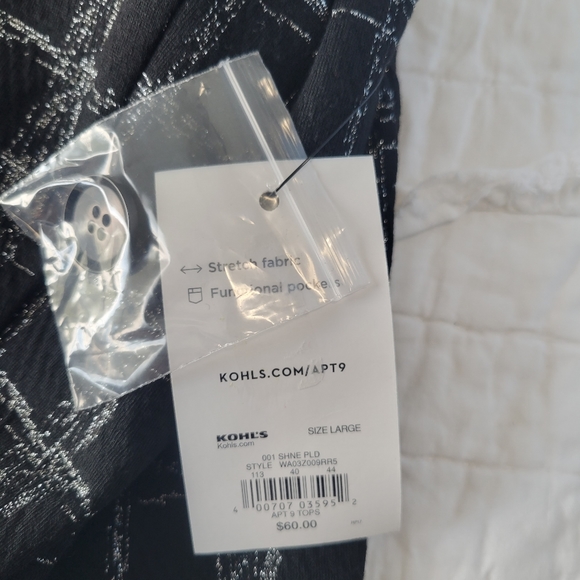 Stretch fabric
Functional pockets
KOHLS.COM/APT9
KOHL'S
Kohls.com
SIZE LARGE
001 SHNE PLD
STYLE WA03Z009RR5
113 40 44
4 00707 03595 2
APT 9 TOPS
$60.00